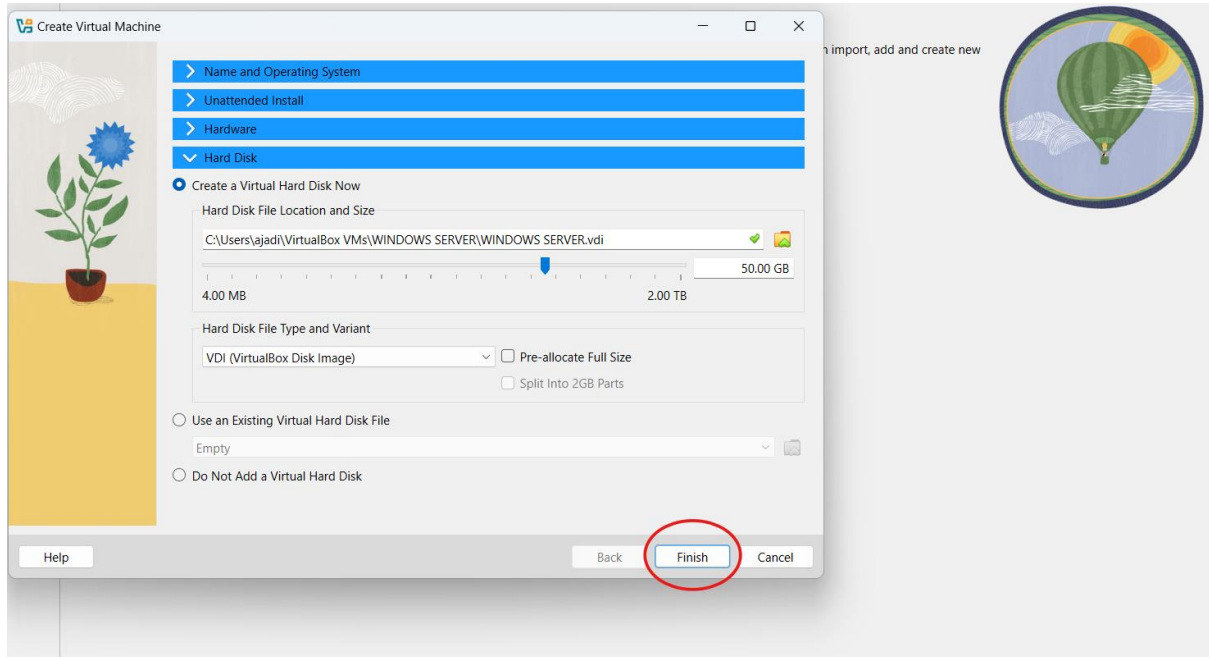 Create Virtual Machine
n import, add and create new
Name and Operating System
Unattended Install
Hardware
Hard Disk
Create a Virtual Hard Disk Now
Hard Disk File Location and Size
C:\Users\ajadi\VirtualBox VMs\WINDOWS SERVER\WINDOWS SERVER.vdi
50.00 GB
4.00 MB 2.00 TB
Hard Disk File Type and Variant
VDI (VirtualBox Disk Image) Pre-allocate Full Size
Split Into 2GB Parts
Use an Existing Virtual Hard Disk File
Empty
Do Not Add a Virtual Hard Disk
Help Back Finish Cancel